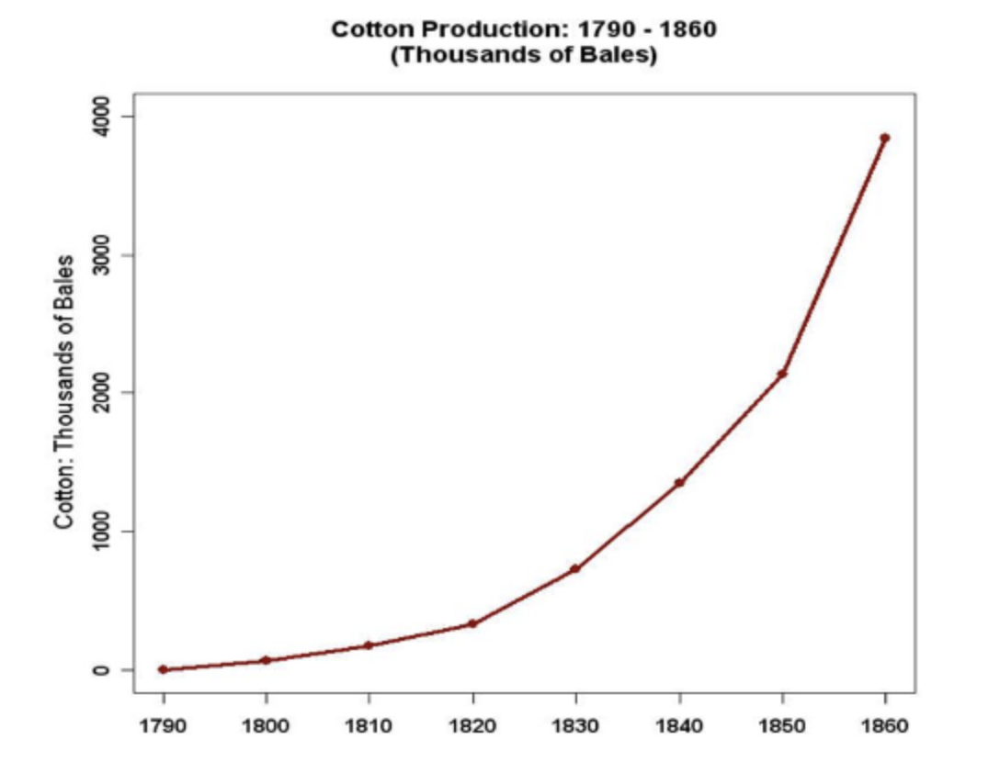 Cotton Production: 1790 - 1860
(Thousands of Bales)
Cotton: Thousands of Bales
4000
3000
2000
1000
0
1790 1800 1810 1820 1830 1840 1850 1860